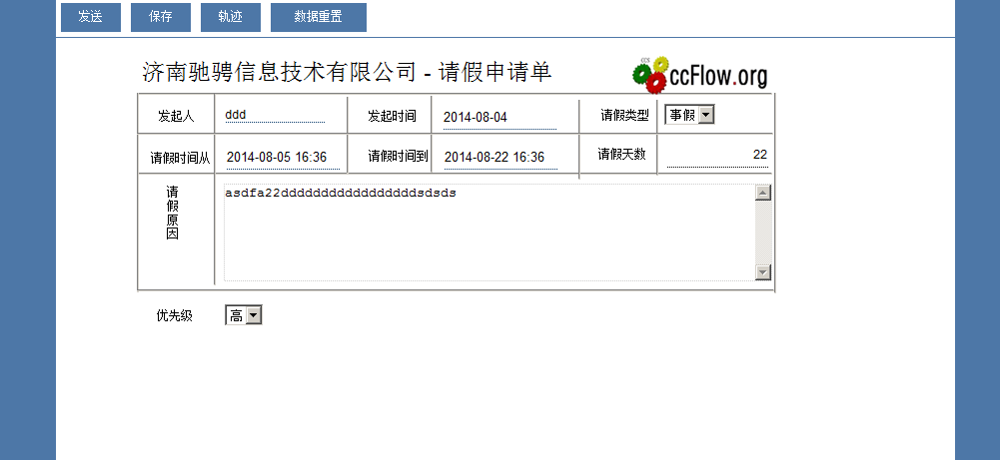 发送 保存 轨迹 数据重置
济南驰骋信息技术有限公司 - 请假申请单
ccs ccFlow.org
发起人 ddd 发起时间 2014-08-04 请假类型 事假
请假时间从 2014-08-05 16:36 请假时间到 2014-08-22 16:36 请假天数 22
请假原因 asdfa22dddddddddddddddddsdsds
优先级 高